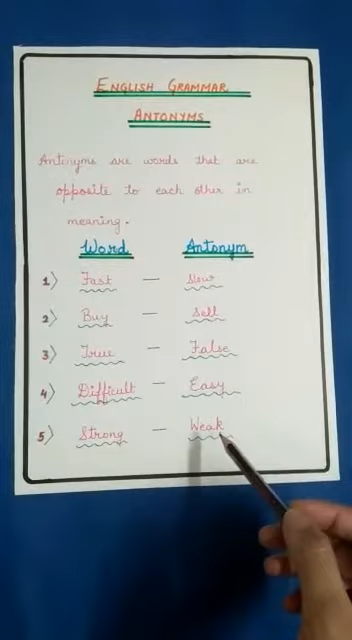 ENGLISH GRAMMAR
ANTONYMS
Antonyms are words that are
opposite to each other in
meaning.
Word Antonym
1) Fast — Slow
2) Buy — Sell
3) True — False
4) Difficult — Easy
5) Strong — Weak